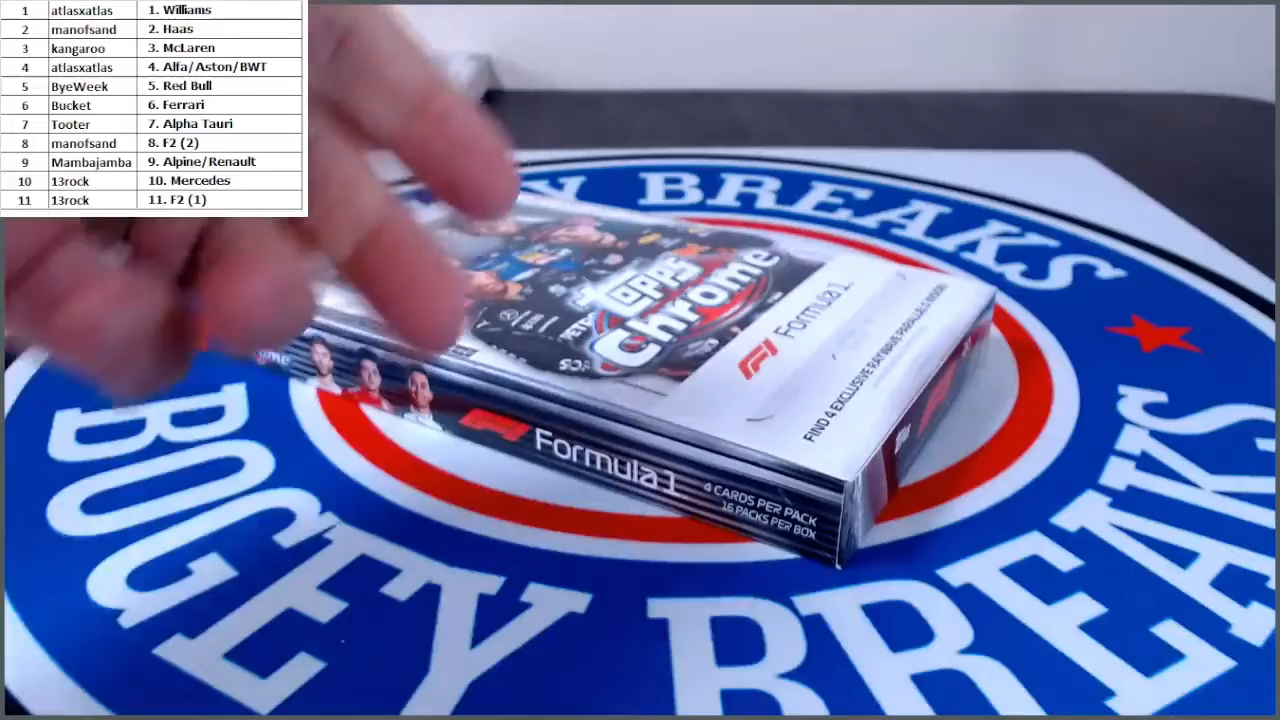 1 atlasxatlas 1. Williams
2 manofsand 2. Haas
3 kangaroo 3. McLaren
4 atlasxatlas 4. Alfa/Aston/BWT
5 ByeWeek 5. Red Bull
6 Bucket 6. Ferrari
7 Tooter 7. Alpha Tauri
8 manofsand 8. F2 (2)
9 Mambajamba 9. Alpine/Renault
10 13rock 10. Mercedes
11 13rock 11. F2 (1)
Y BREAKS
TOPPS
Chrome
F1 Formula 1
FIND 4 EXCLUSIVE RAYWAVE PARALLELS INSIDE!
F1 Formula 1
4 CARDS PER PACK
16 PACKS PER BOX
BOGEY BREAKS